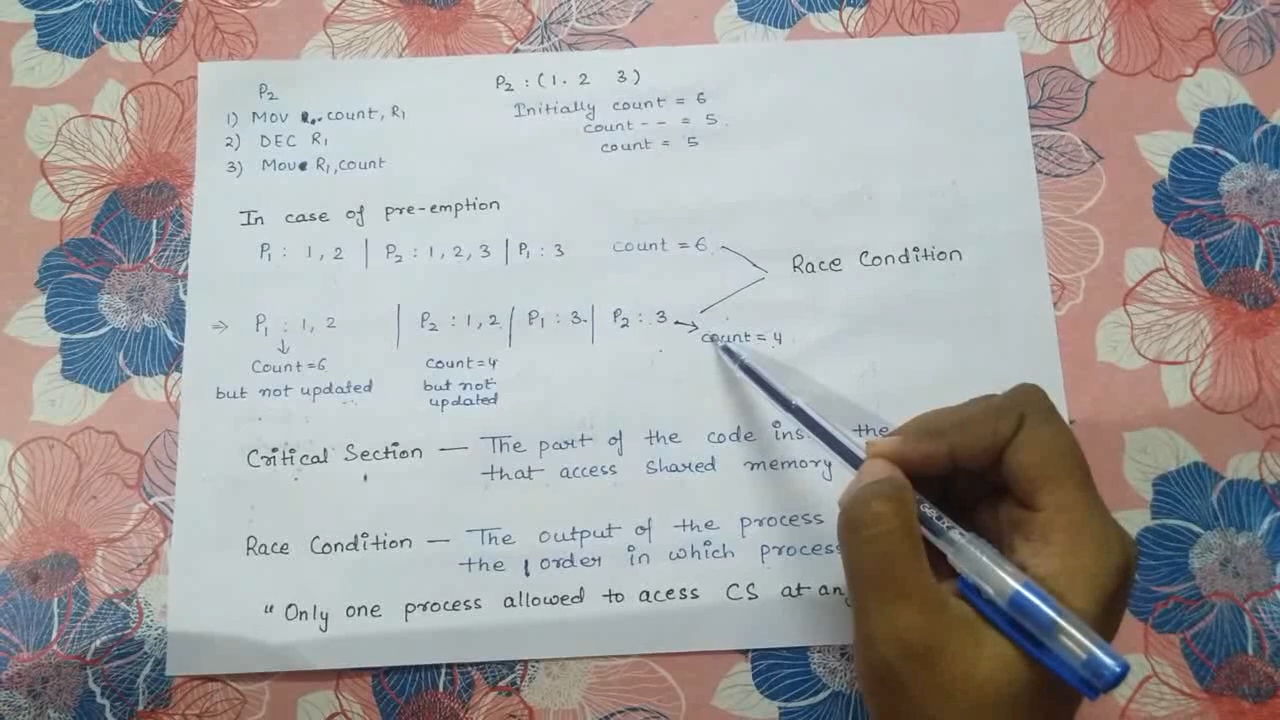 P2
1) Mov count, R1
2) DEC R1
3) Move R1, count
P2 : (1. 2 3)
Initially count = 6
count - - = 5
count = 5
In case of pre-emption
P1 : 1, 2 | P2 : 1, 2, 3 | P1 : 3 count = 6
Race Condition
⇒ P1 : 1, 2 | P2 : 1, 2 | P1 : 3 | P2 : 3 → count = 4
↓
Count = 6
but not updated
count = 4
but not
updated
Critical Section — The part of the code the
that access shared memory
Race Condition — The output of the process
the order in which process
"Only one process allowed to acess CS at